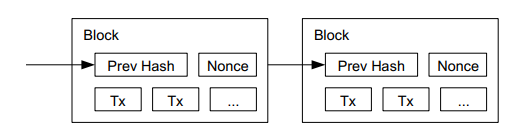 Block
Prev Hash Nonce
Tx Tx ...
Block
Prev Hash Nonce
Tx Tx ...